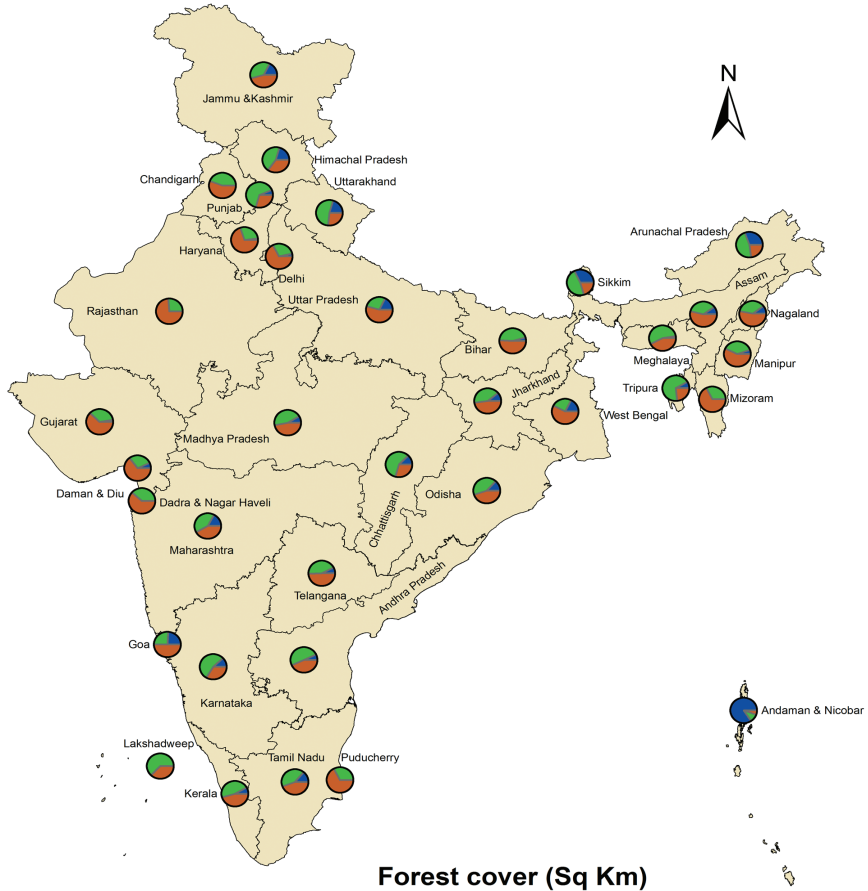 N
Jammu &Kashmir
Himachal Pradesh
Chandigarh
Uttarakhand
Punjab
Arunachal Pradesh
Haryana
Delhi
Sikkim
Assam
Uttar Pradesh
Rajasthan
Nagaland
Bihar
Meghalaya
Manipur
Jharkhand
Tripura
Mizoram
West Bengal
Gujarat
Madhya Pradesh
Daman & Diu
Dadra & Nagar Haveli
Chhattisgarh
Odisha
Maharashtra
Telangana
Andhra Pradesh
Goa
Karnataka
Andaman & Nicobar
Lakshadweep
Tamil Nadu
Puducherry
Kerala
Forest cover (Sq Km)